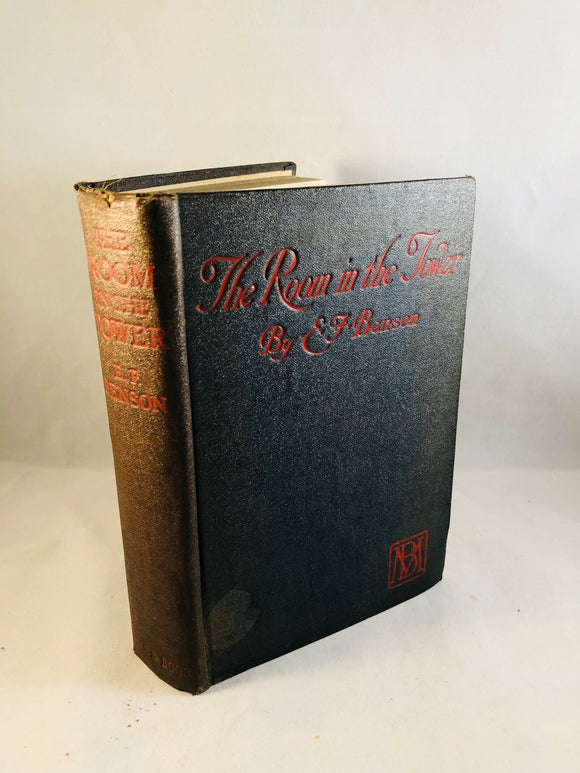 THE
ROOM
IN THE
TOWER
E. F.
BENSON
The Room in the Tower
By E. F. Benson